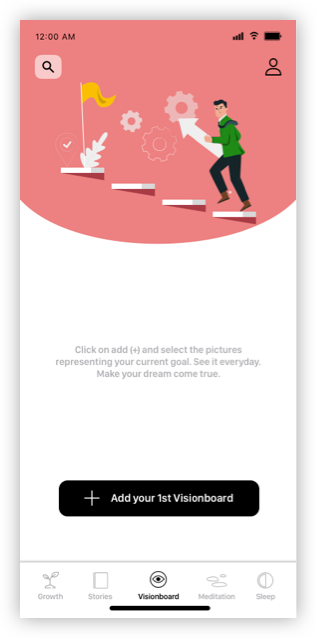 12:00 AM
Click on add (+) and select the pictures
representing your current goal. See it everyday.
Make your dream come true.
Add your 1st Visionboard
Growth Stories Visionboard Meditation Sleep